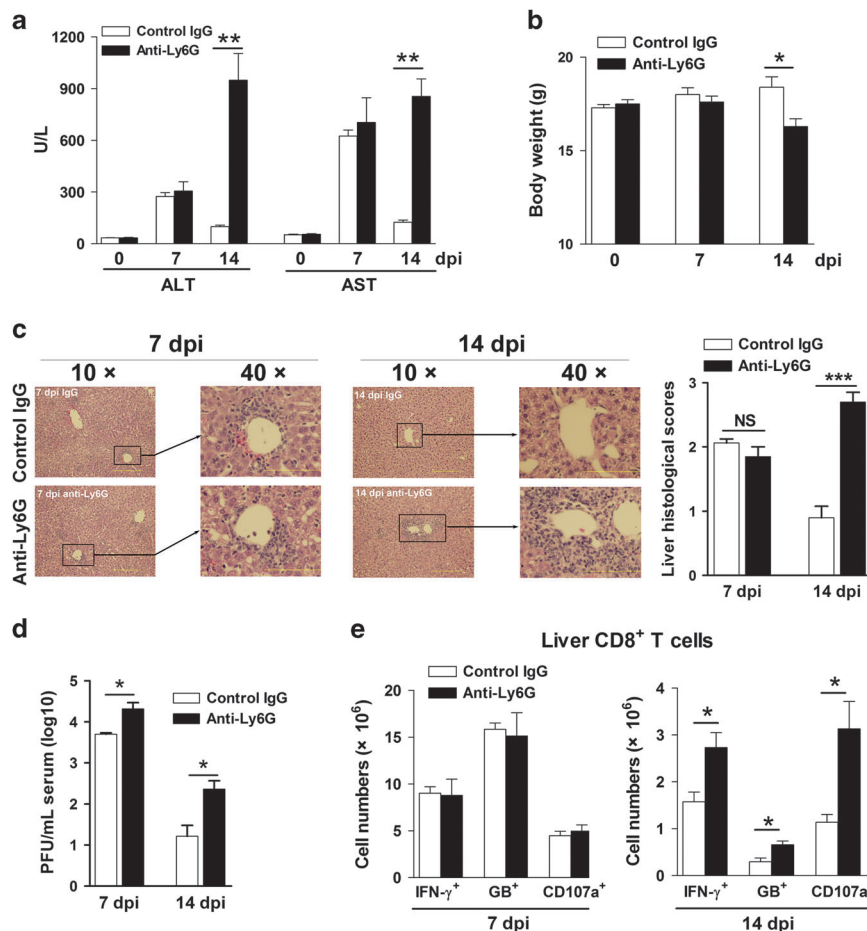 a
1200
900
600
300
0
U/L
Control IgG
Anti-Ly6G
**
**
0 7 14 0 7 14 dpi
ALT AST
b
20
15
10
Body weight (g)
Control IgG
Anti-Ly6G
*
0 7 14 dpi
c
7 dpi 14 dpi
10 × 40 × 10 × 40 ×
Control IgG
Anti-Ly6G
7 dpi IgG
14 dpi IgG
7 dpi anti-Ly6G
14 dpi anti-Ly6G
Control IgG
Anti-Ly6G
Liver histological scores
3
2
1
0
NS
***
7 dpi 14 dpi
d
PFU/mL serum (log10)
5
4
3
2
1
0
*
*
Control IgG
Anti-Ly6G
7 dpi 14 dpi
e
Liver CD8⁺ T cells
Control IgG
Anti-Ly6G
Cell numbers (× 10⁶)
20
15
10
5
0
IFN-γ⁺ GB⁺ CD107a⁺
7 dpi
Cell numbers (× 10⁶)
4
3
2
1
0
*
*
*
IFN-γ⁺ GB⁺ CD107a⁺
14 dpi